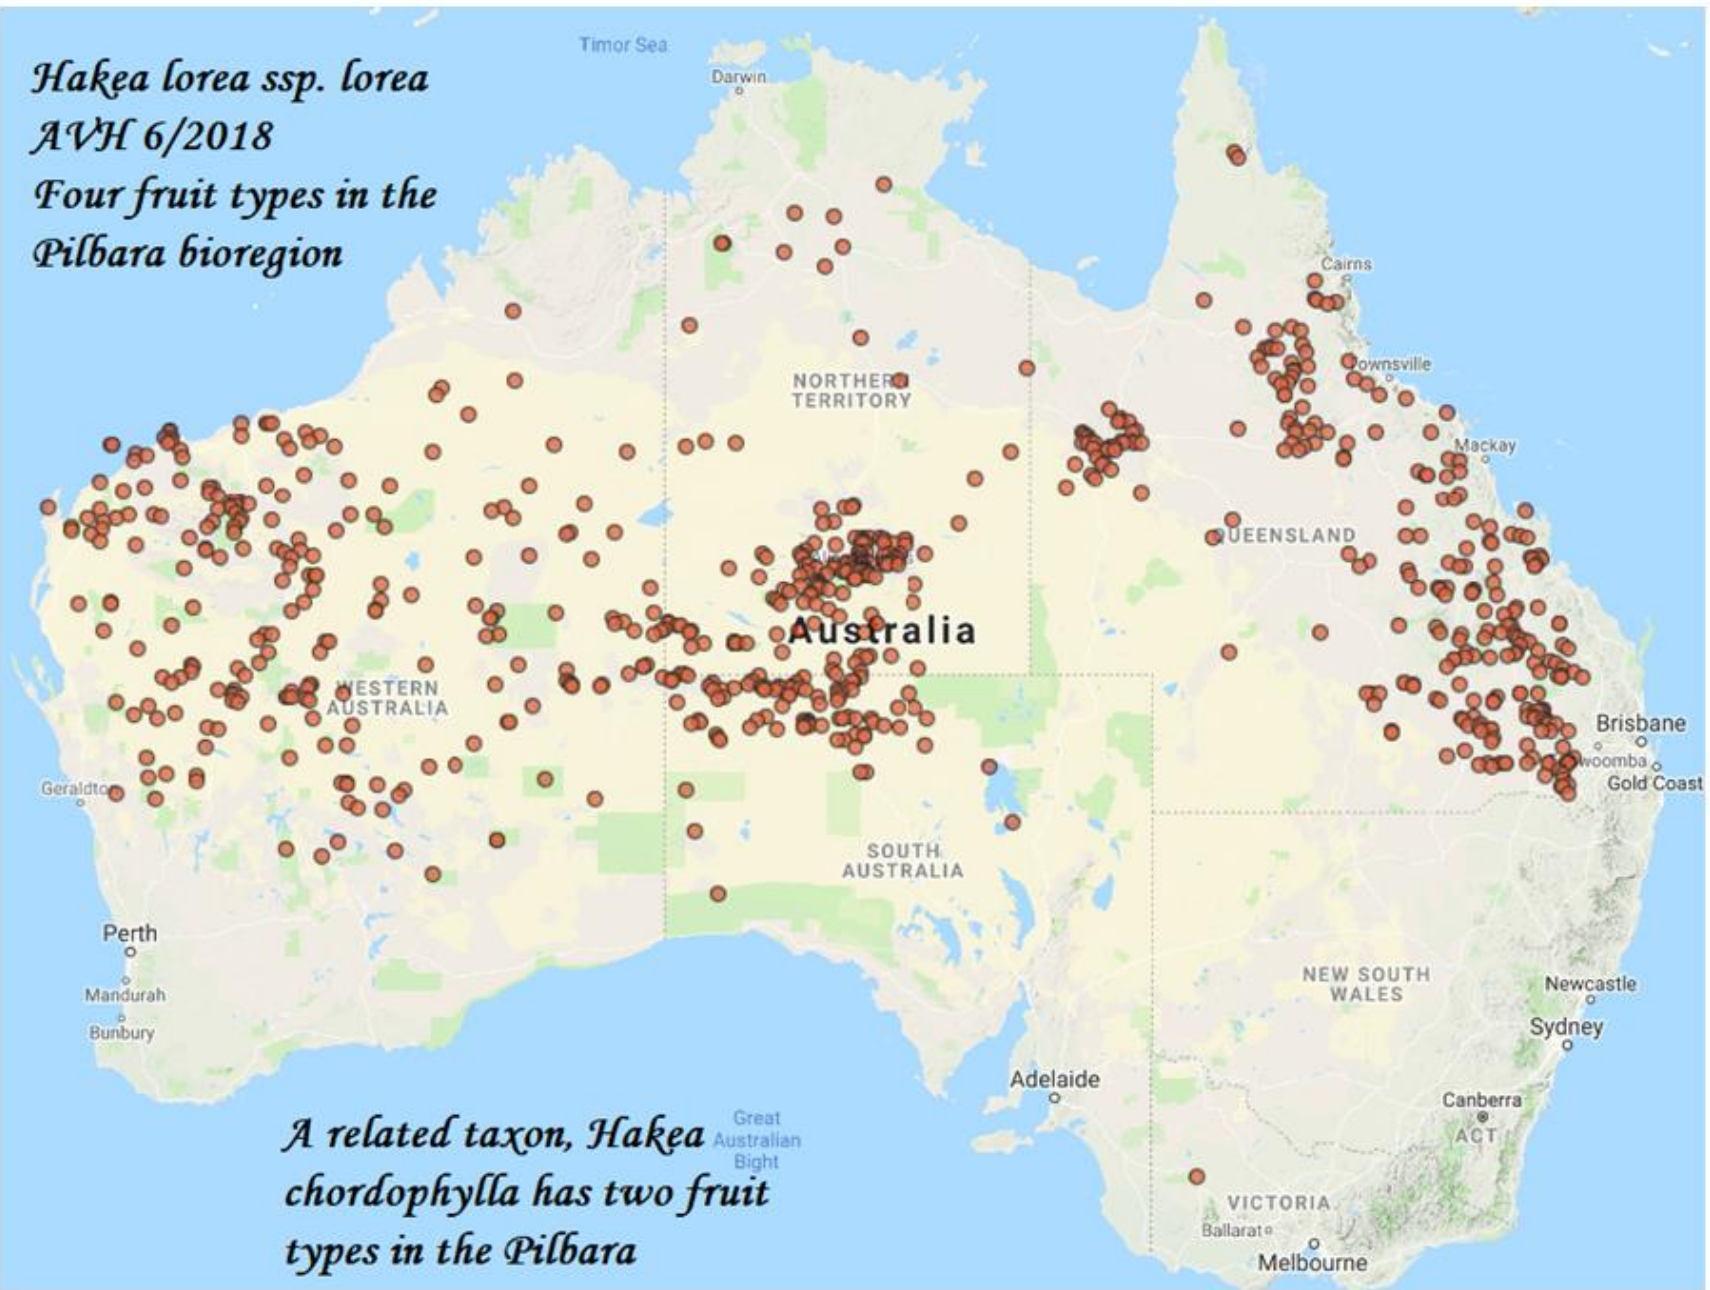 Hakea lorea ssp. lorea
AVH 6/2018
Four fruit types in the
Pilbara bioregion
Timor Sea
Darwin
Cairns
Townsville
NORTHERN
TERRITORY
Mackay
QUEENSLAND
Australia
WESTERN
AUSTRALIA
Brisbane
woomba
Gold Coast
Geraldto
SOUTH
AUSTRALIA
Perth
Mandurah
Bunbury
NEW SOUTH
WALES
Newcastle
Sydney
Adelaide
Canberra
ACT
A related taxon, Hakea
chordophylla has two fruit
types in the Pilbara
Great
Australian
Bight
VICTORIA
Ballarat
Melbourne